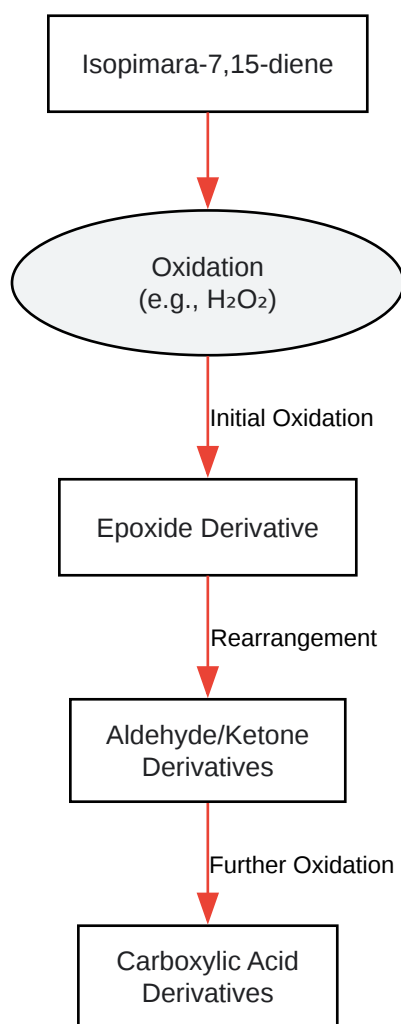 Isopimara-7,15-diene
Oxidation
(e.g., H₂O₂)
Initial Oxidation
Epoxide Derivative
Rearrangement
Aldehyde/Ketone
Derivatives
Further Oxidation
Carboxylic Acid
Derivatives